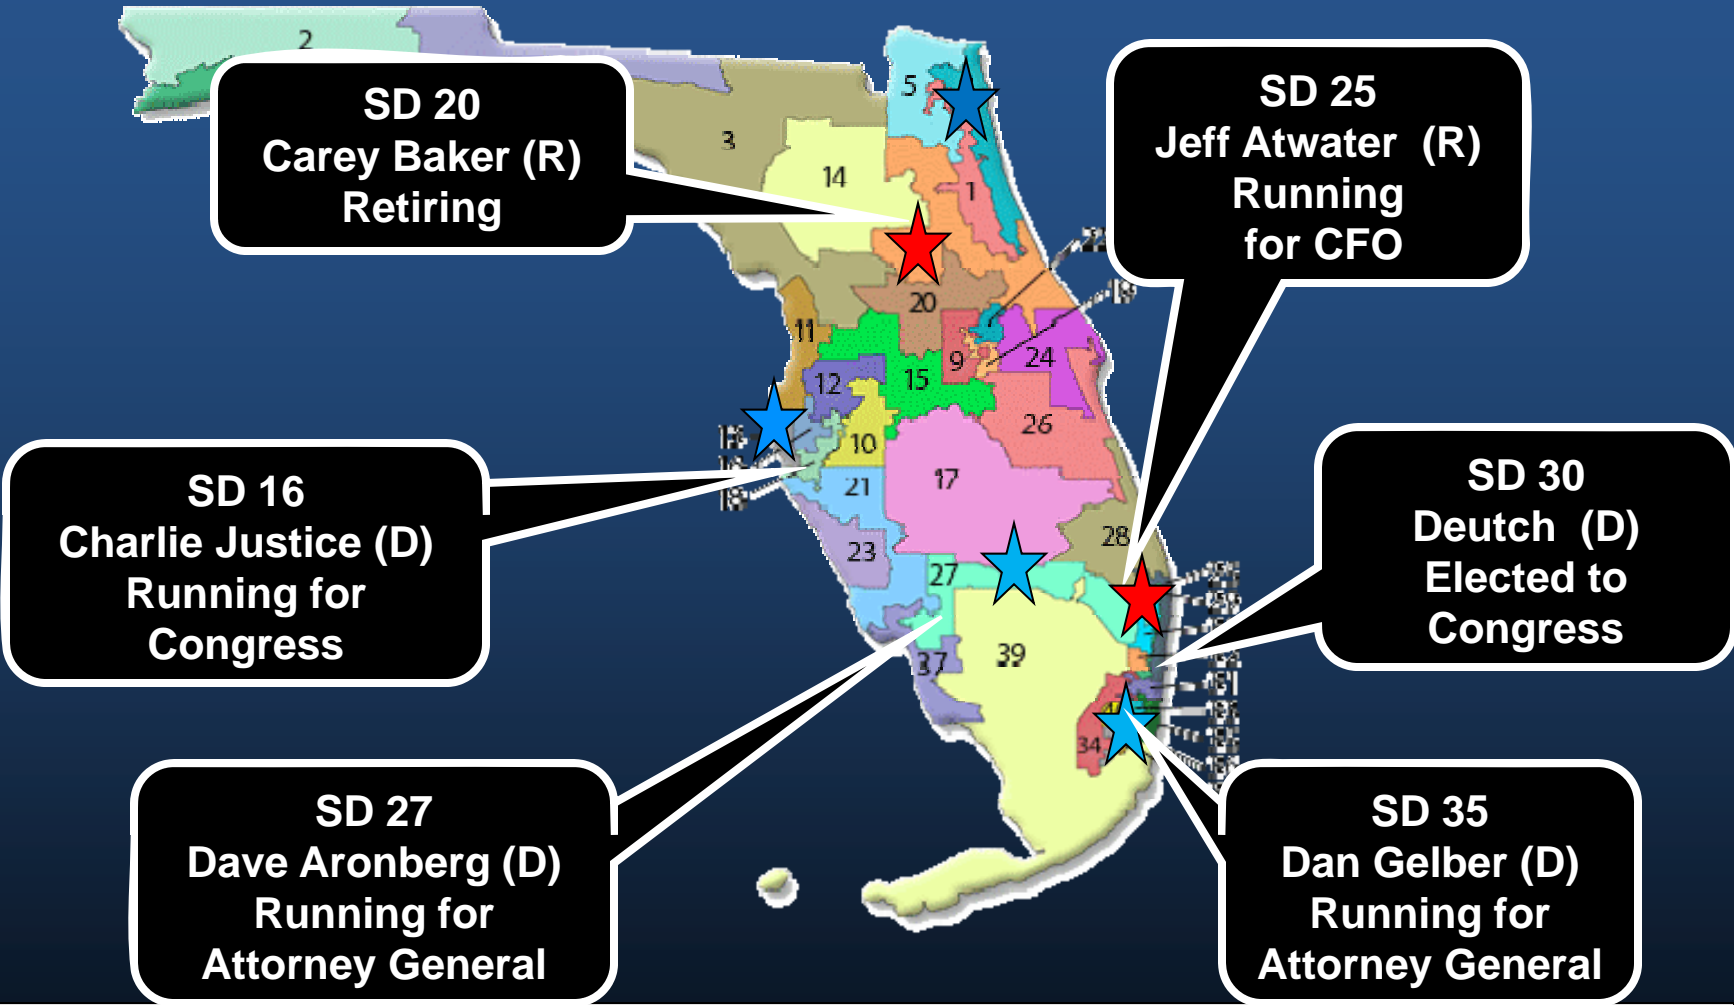 2
SD 20
Carey Baker (R)
Retiring
SD 25
Jeff Atwater (R)
Running
for CFO
5
3
14
1
20
11
9
24
12
15
26
10
17
21
28
23
27
39
37
34
SD 16
Charlie Justice (D)
Running for
Congress
SD 30
Deutch (D)
Elected to
Congress
SD 27
Dave Aronberg (D)
Running for
Attorney General
SD 35
Dan Gelber (D)
Running for
Attorney General